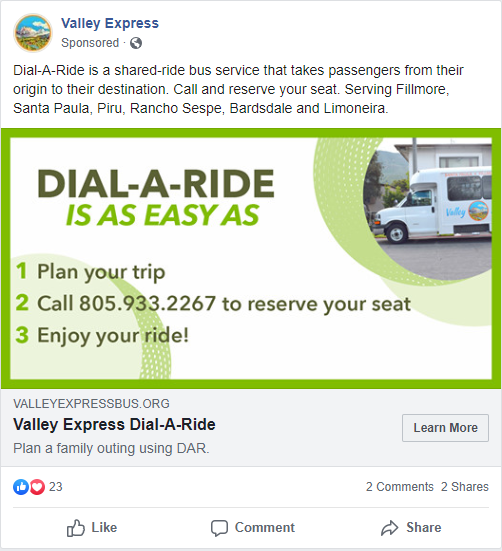 Valley Express
Sponsored ·
Dial-A-Ride is a shared-ride bus service that takes passengers from their
origin to their destination. Call and reserve your seat. Serving Fillmore,
Santa Paula, Piru, Rancho Sespe, Bardsdale and Limoneira.
DIAL-A-RIDE
IS AS EASY AS
Valley
1 Plan your trip
2 Call 805.933.2267 to reserve your seat
3 Enjoy your ride!
VALLEYEXPRESSBUS.ORG
Valley Express Dial-A-Ride
Learn More
Plan a family outing using DAR.
23
2 Comments 2 Shares
Like Comment Share